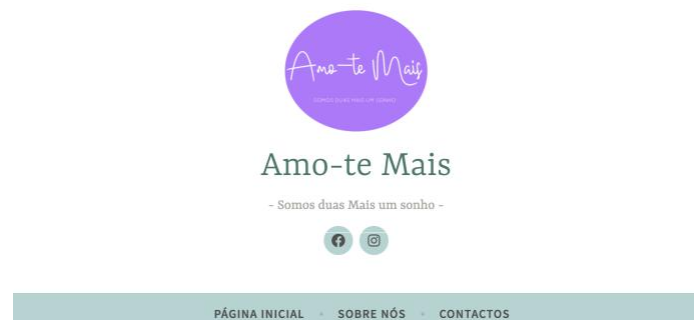 Amo-te Mais
SOMOS DUAS MAIS UM SONHO
Amo-te Mais
- Somos duas Mais um sonho -
PÁGINA INICIAL • SOBRE NÓS • CONTACTOS